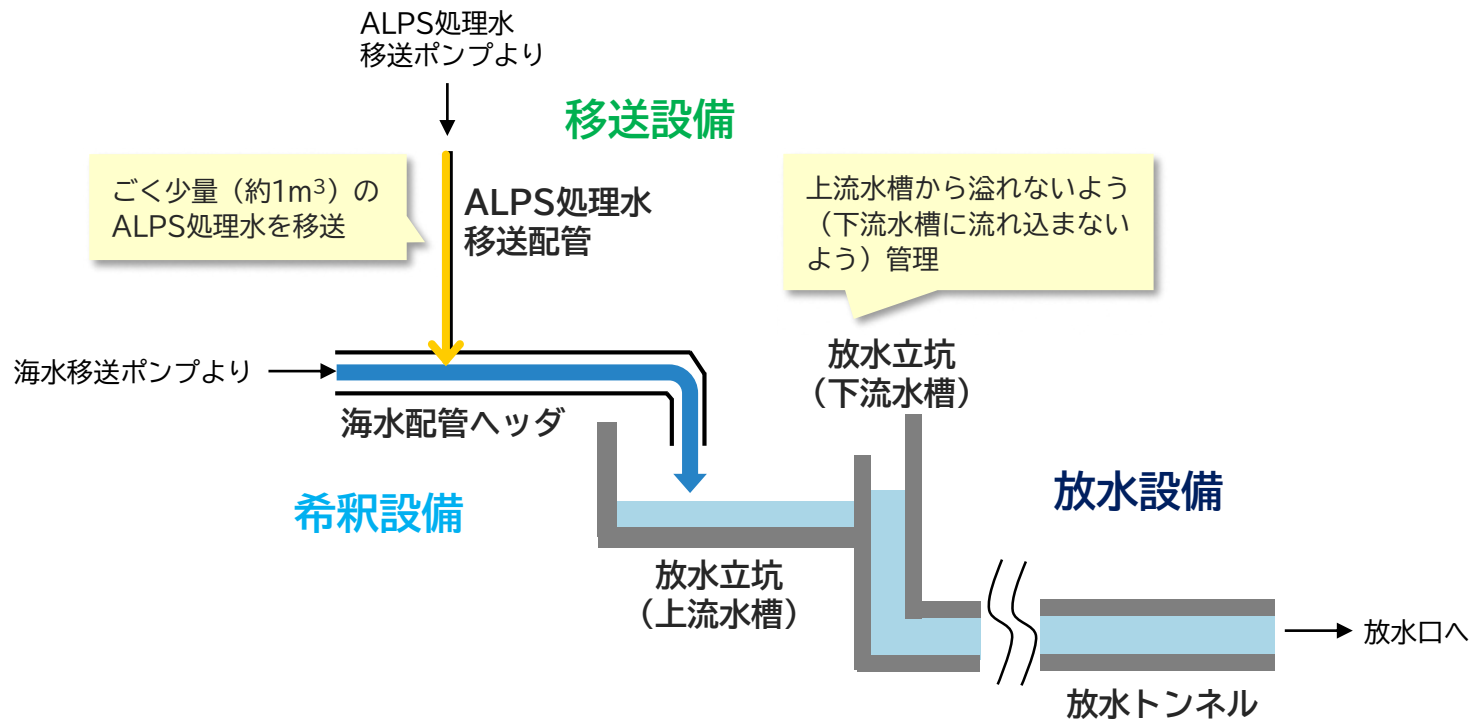 ALPS処理水
移送ポンプより
移送設備
ごく少量（約1m³）の
ALPS処理水を移送
ALPS処理水
移送配管
上流水槽から溢れないよう
（下流水槽に流れ込まない
よう）管理
海水移送ポンプより
海水配管ヘッダ
放水立坑
（下流水槽）
希釈設備
放水設備
放水立坑
（上流水槽）
放水口へ
放水トンネル